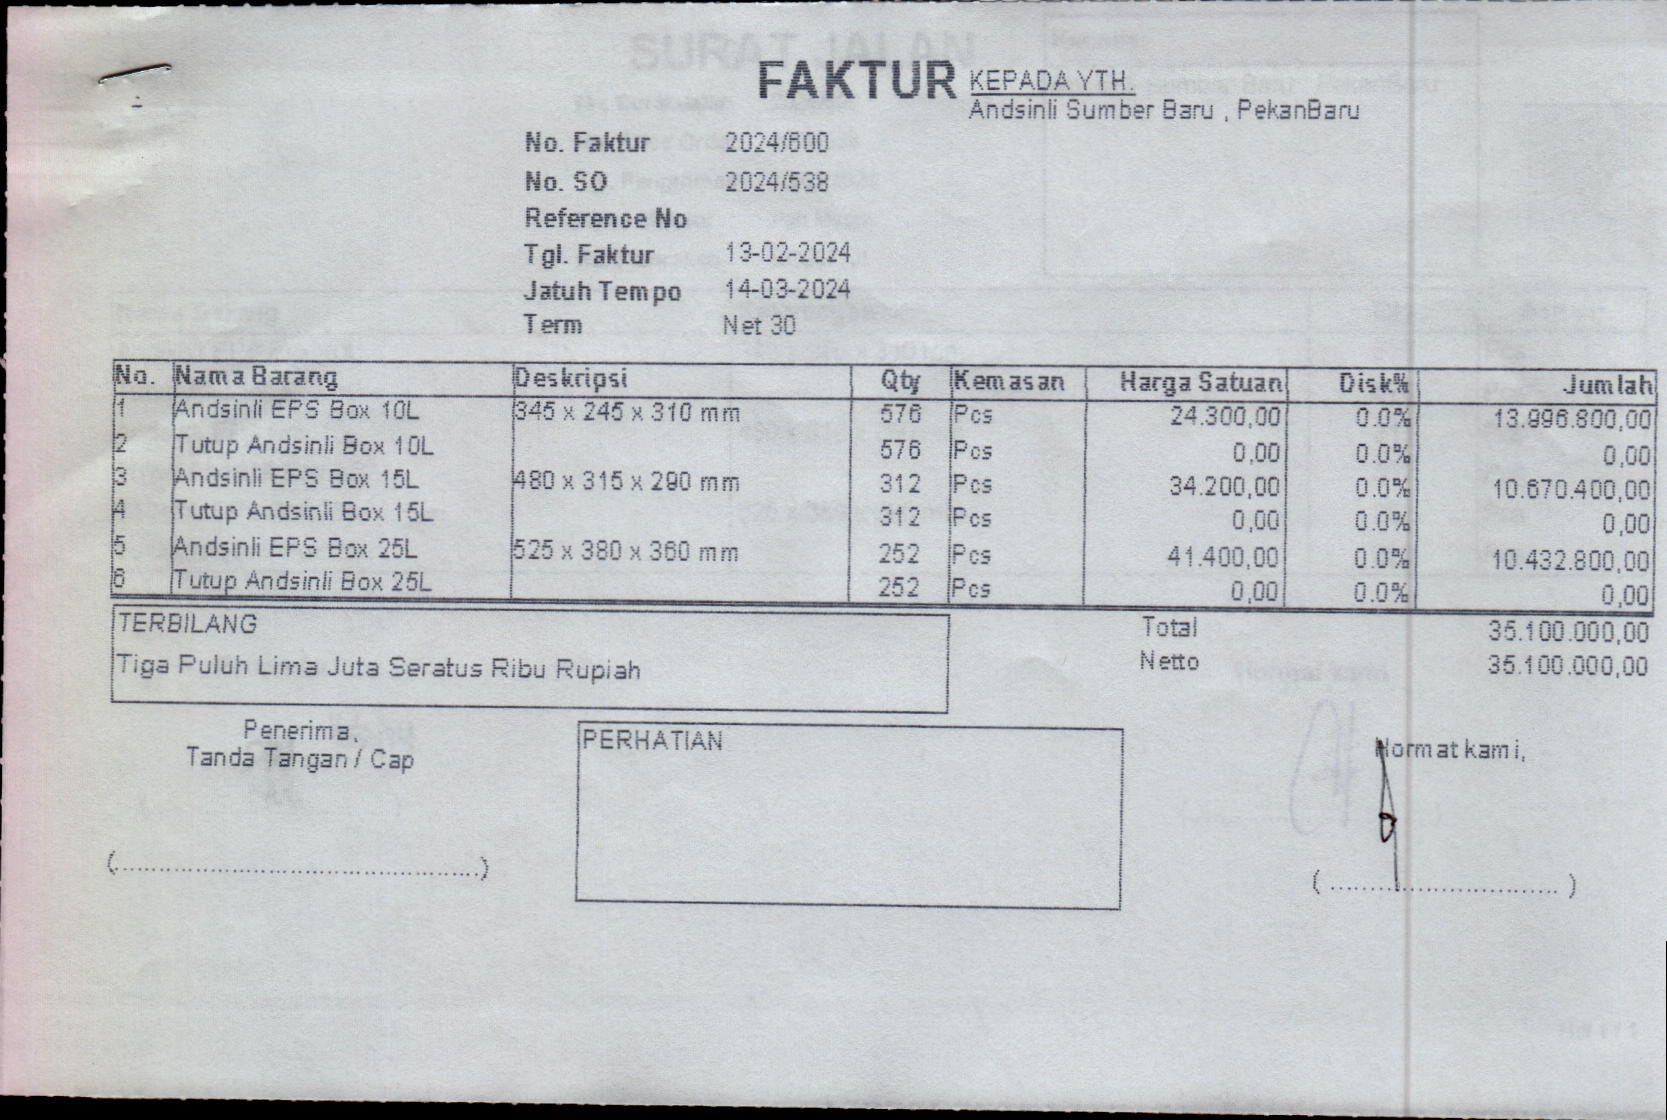 FAKTUR
KEPADA YTH.
Andsinli Sumber Baru , PekanBaru
No. Faktur 2024/600
No. SO 2024/538
Reference No
Tgl. Faktur 13-02-2024
Jatuh Tempo 14-03-2024
Term Net 30
No. Nama Barang Deskripsi Qty Kemasan Harga Satuan Disk% Jumlah
1 Andsinli EPS Box 10L 345 x 245 x 310 mm 576 Pcs 24.300,00 0.0% 13.996.800,00
2 Tutup Andsinli Box 10L 576 Pcs 0,00 0.0% 0,00
3 Andsinli EPS Box 15L 480 x 315 x 290 mm 312 Pcs 34.200,00 0.0% 10.670.400,00
4 Tutup Andsinli Box 15L 312 Pcs 0,00 0.0% 0,00
5 Andsinli EPS Box 25L 525 x 380 x 360 mm 252 Pcs 41.400,00 0.0% 10.432.800,00
6 Tutup Andsinli Box 25L 252 Pcs 0,00 0.0% 0,00
TERBILANG
Tiga Puluh Lima Juta Seratus Ribu Rupiah
Total 35.100.000,00
Netto 35.100.000,00
Penerima,
Tanda Tangan / Cap
PERHATIAN
Hormat kami,
(................................................)
( ............................... )
SURAT JALAN